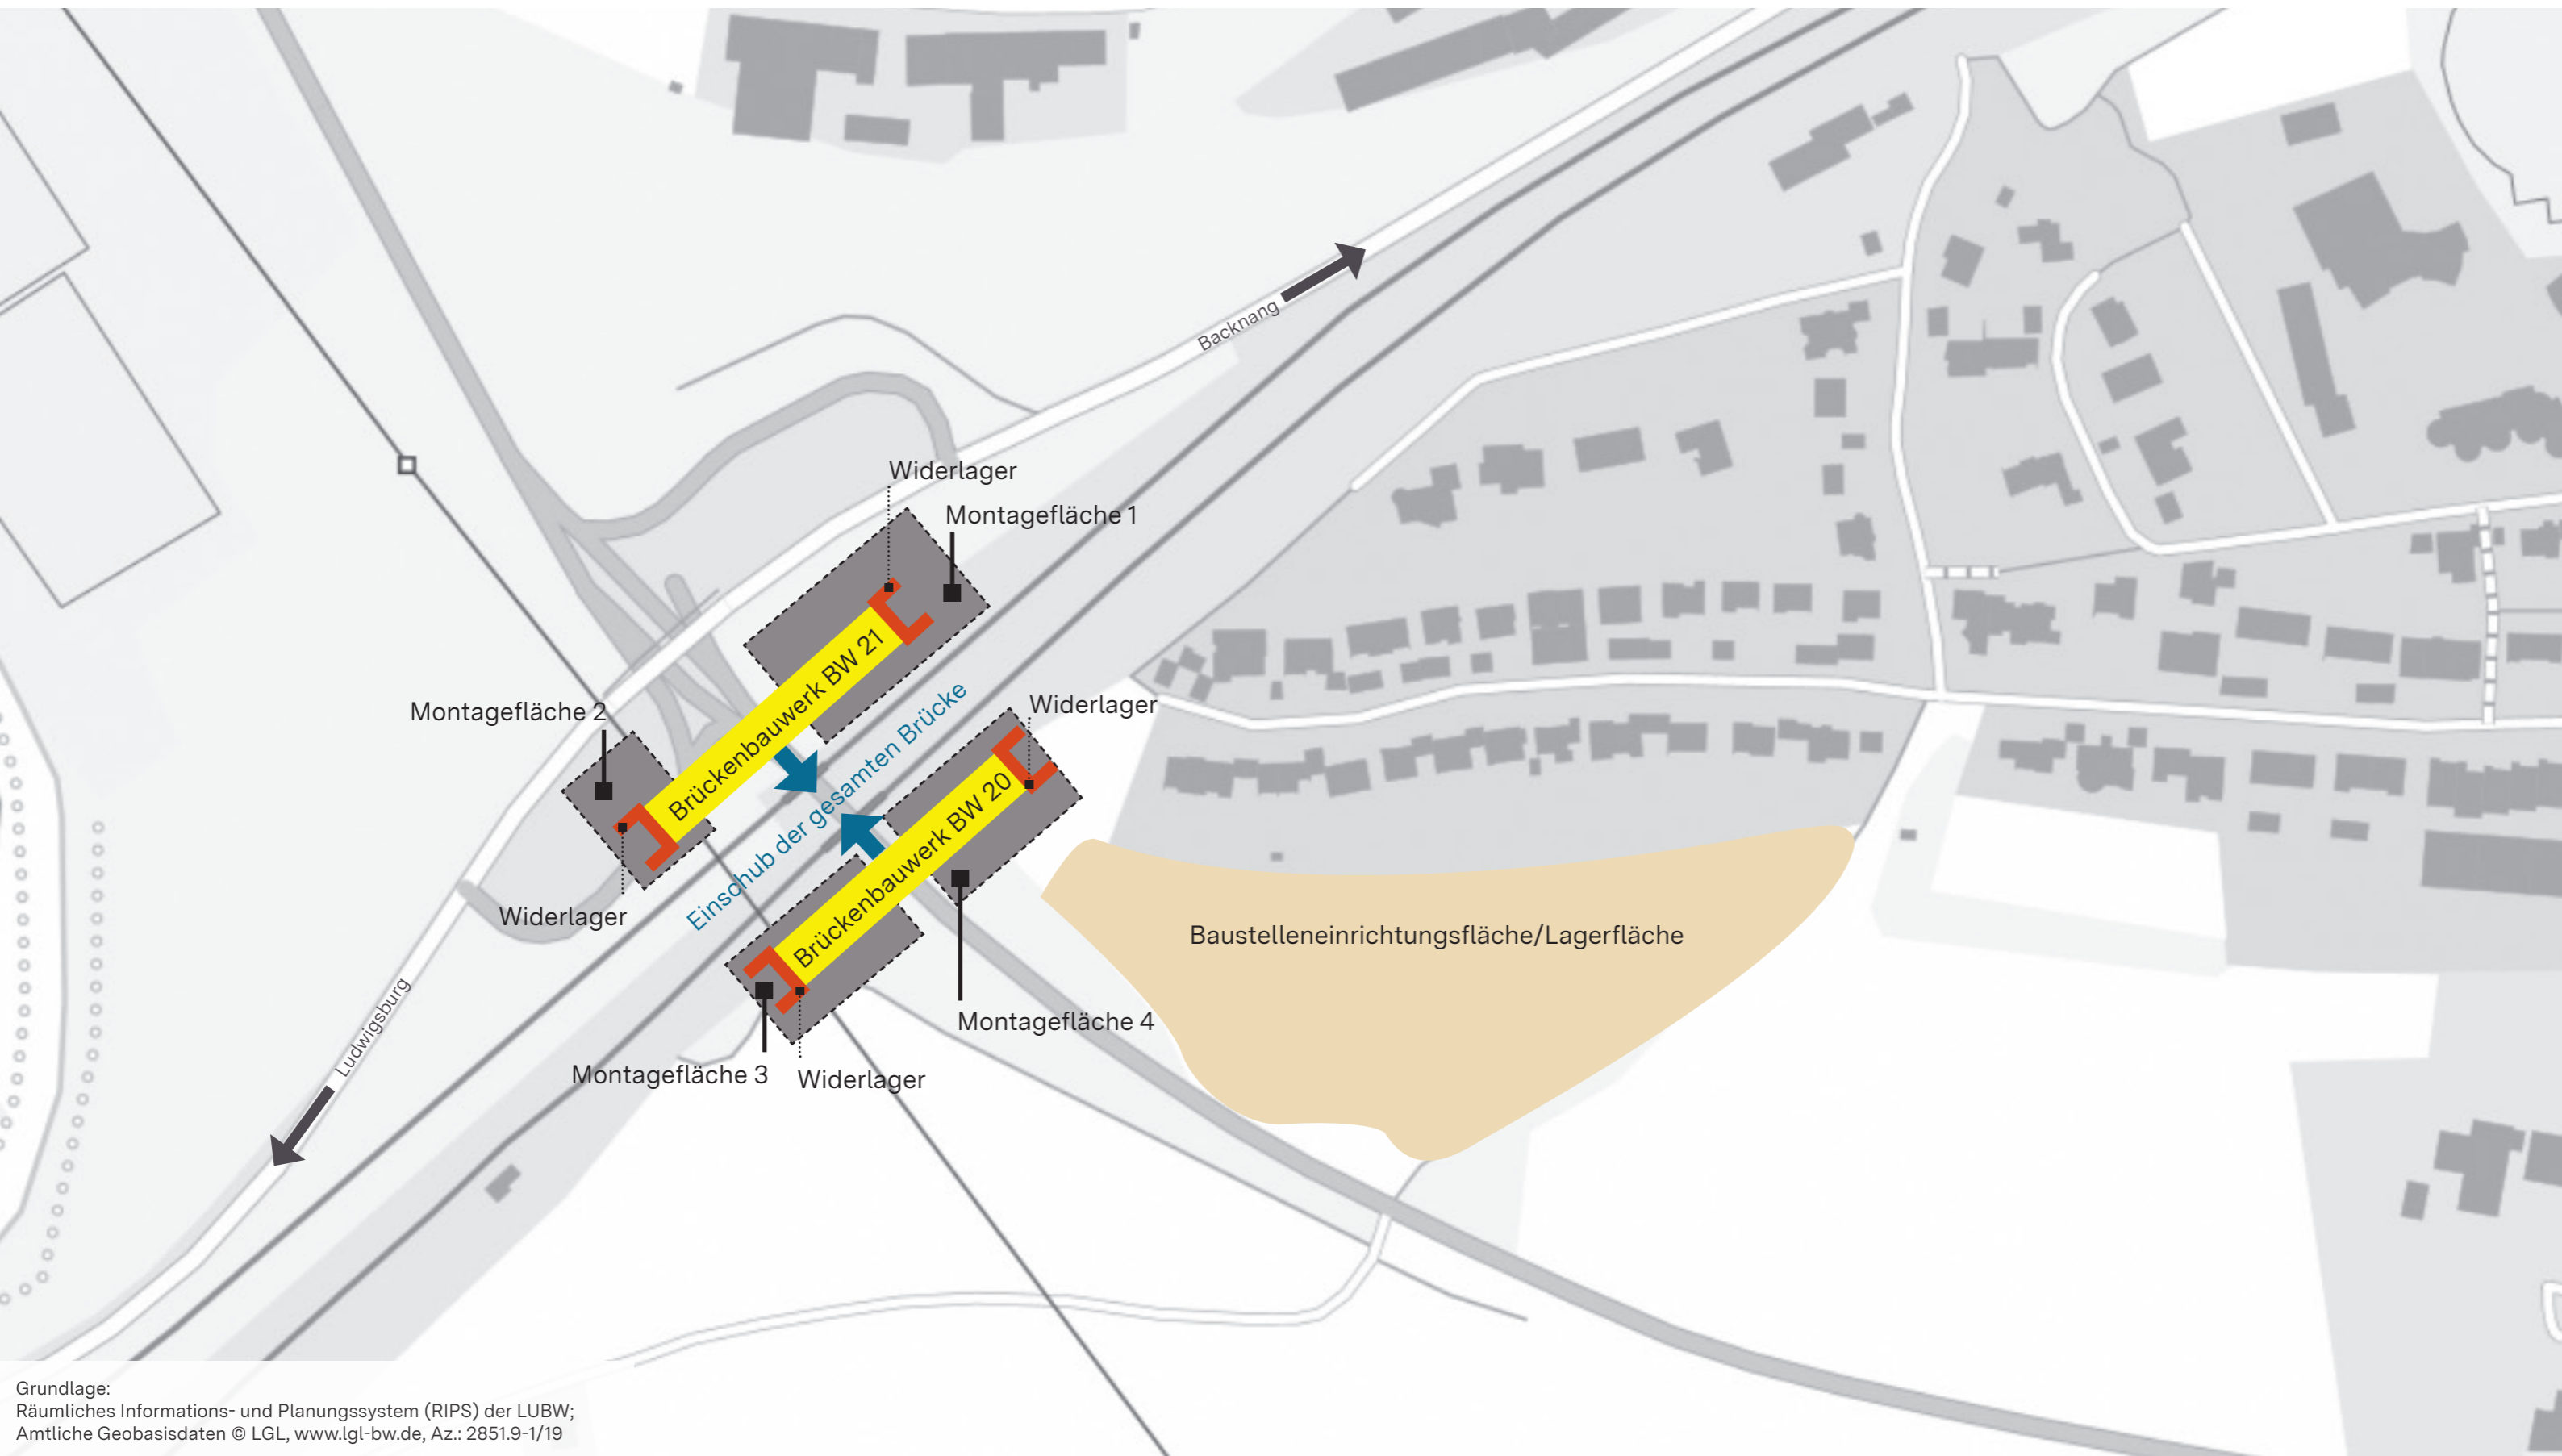 Backnang
Widerlager
Montagefläche 1
Brückenbauwerk BW 21
Montagefläche 2
Widerlager
Einschub der gesamten Brücke
Widerlager
Brückenbauwerk BW 20
Widerlager
Baustelleneinrichtungsfläche/Lagerfläche
Ludwigsburg
Montagefläche 4
Montagefläche 3
Widerlager
Grundlage:
Räumliches Informations- und Planungssystem (RIPS) der LUBW;
Amtliche Geobasisdaten © LGL, www.lgl-bw.de, Az.: 2851.9-1/19